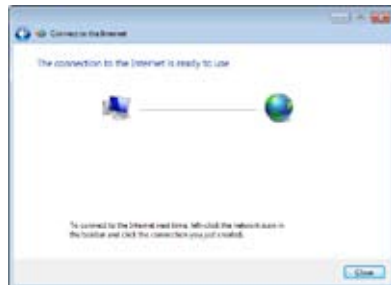 Connect to the Internet
The connection to the Internet is ready to use
To connect to the Internet next time, left-click the network icon in
the taskbar and click the connection you just created.
Close